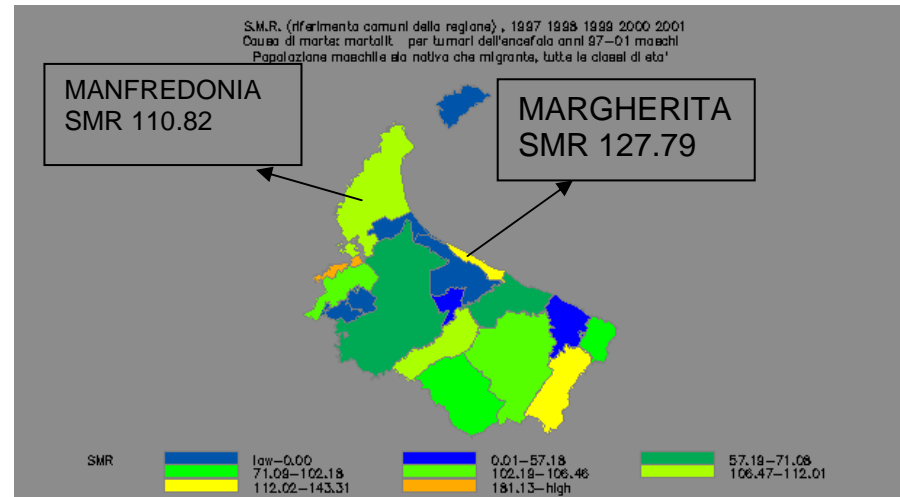 S.M.R. (riferimento comuni della regione) , 1997 1998 1999 2000 2001
Causa di morte: mortalit per tumori dell'encefalo anni 97-01 maschi
Popolazione maschile sia nativa che migrante, tutte le classi di eta'
MANFREDONIA
SMR 110.82
MARGHERITA
SMR 127.79
SMR
low-0.00
0.01-57.18
57.19-71.08
71.09-102.18
102.19-106.46
106.47-112.01
112.02-143.31
181.13-high